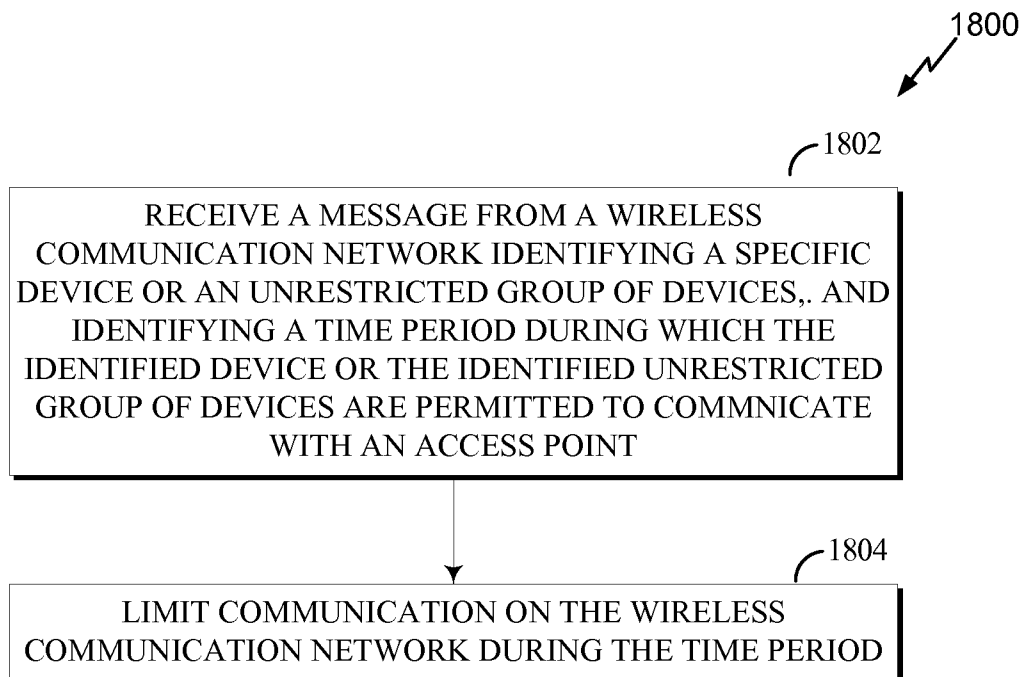 1800
1802
RECEIVE A MESSAGE FROM A WIRELESS
COMMUNICATION NETWORK IDENTIFYING A SPECIFIC
DEVICE OR AN UNRESTRICTED GROUP OF DEVICES,. AND
IDENTIFYING A TIME PERIOD DURING WHICH THE
IDENTIFIED DEVICE OR THE IDENTIFIED UNRESTRICTED
GROUP OF DEVICES ARE PERMITTED TO COMMNICATE
WITH AN ACCESS POINT
1804
LIMIT COMMUNICATION ON THE WIRELESS
COMMUNICATION NETWORK DURING THE TIME PERIOD